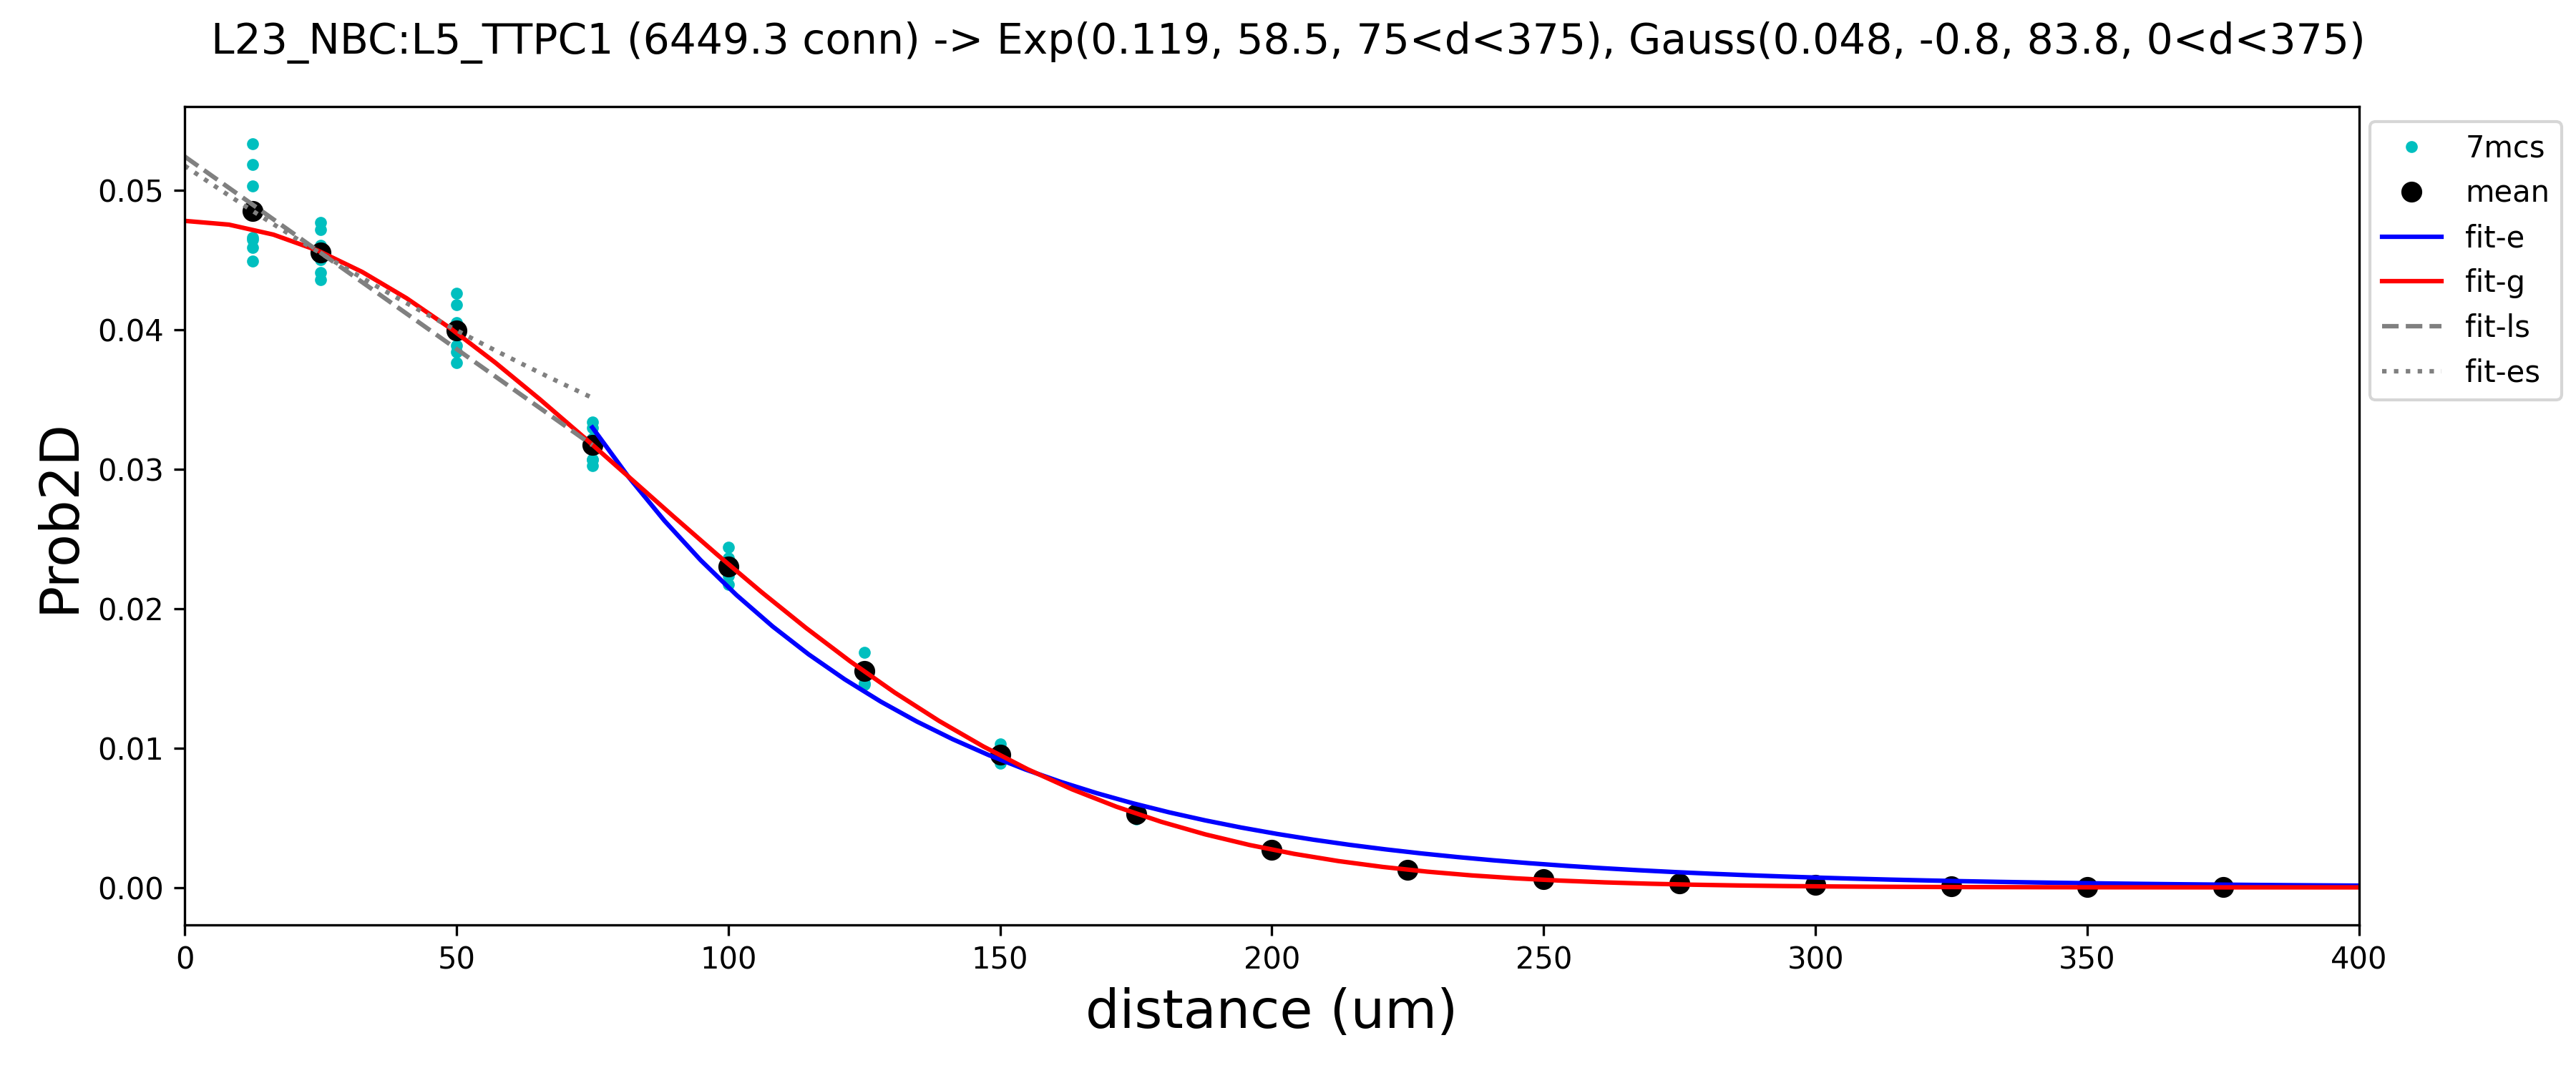 L23_NBC:L5_TTPC1 (6449.3 conn) -> Exp(0.119, 58.5, 75<d<375), Gauss(0.048, -0.8, 83.8, 0<d<375)
7mcs
mean
fit-e
fit-g
fit-ls
fit-es
Prob2D
0.05
0.04
0.03
0.02
0.01
0.00
0 50 100 150 200 250 300 350 400
distance (um)